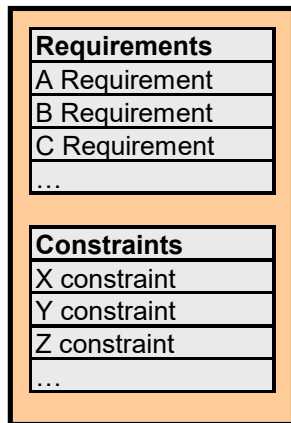 Requirements
A Requirement
B Requirement
C Requirement
…
Constraints
X constraint
Y constraint
Z constraint
…